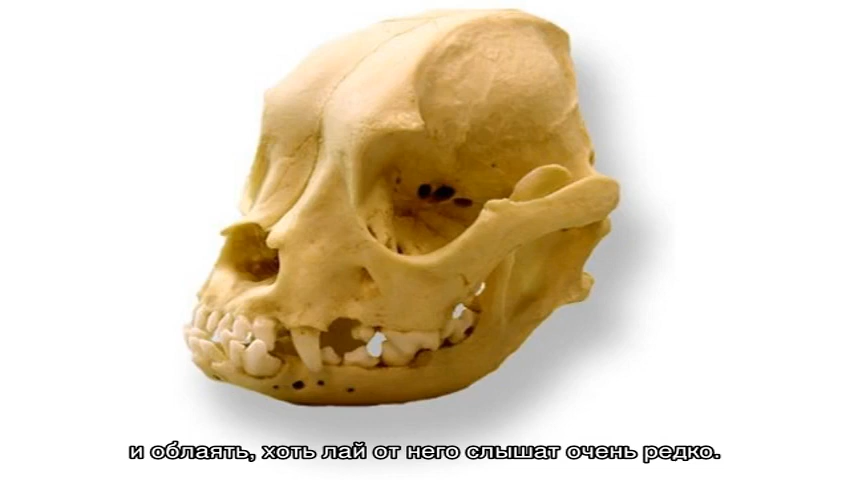 и облаять, хоть лай от него слышат очень редко.